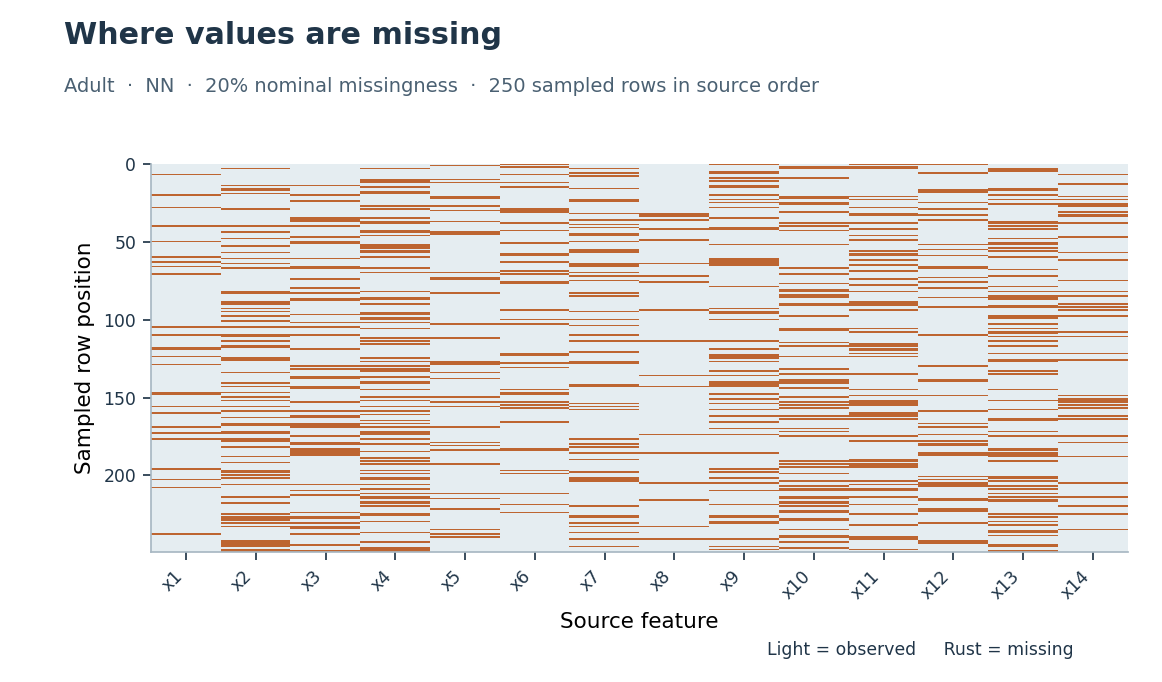 Where values are missing
Adult · NN · 20% nominal missingness · 250 sampled rows in source order
0
50
100
150
200
Sampled row position
x1 x2 x3 x4 x5 x6 x7 x8 x9 x10 x11 x12 x13 x14
Source feature
Light = observed Rust = missing